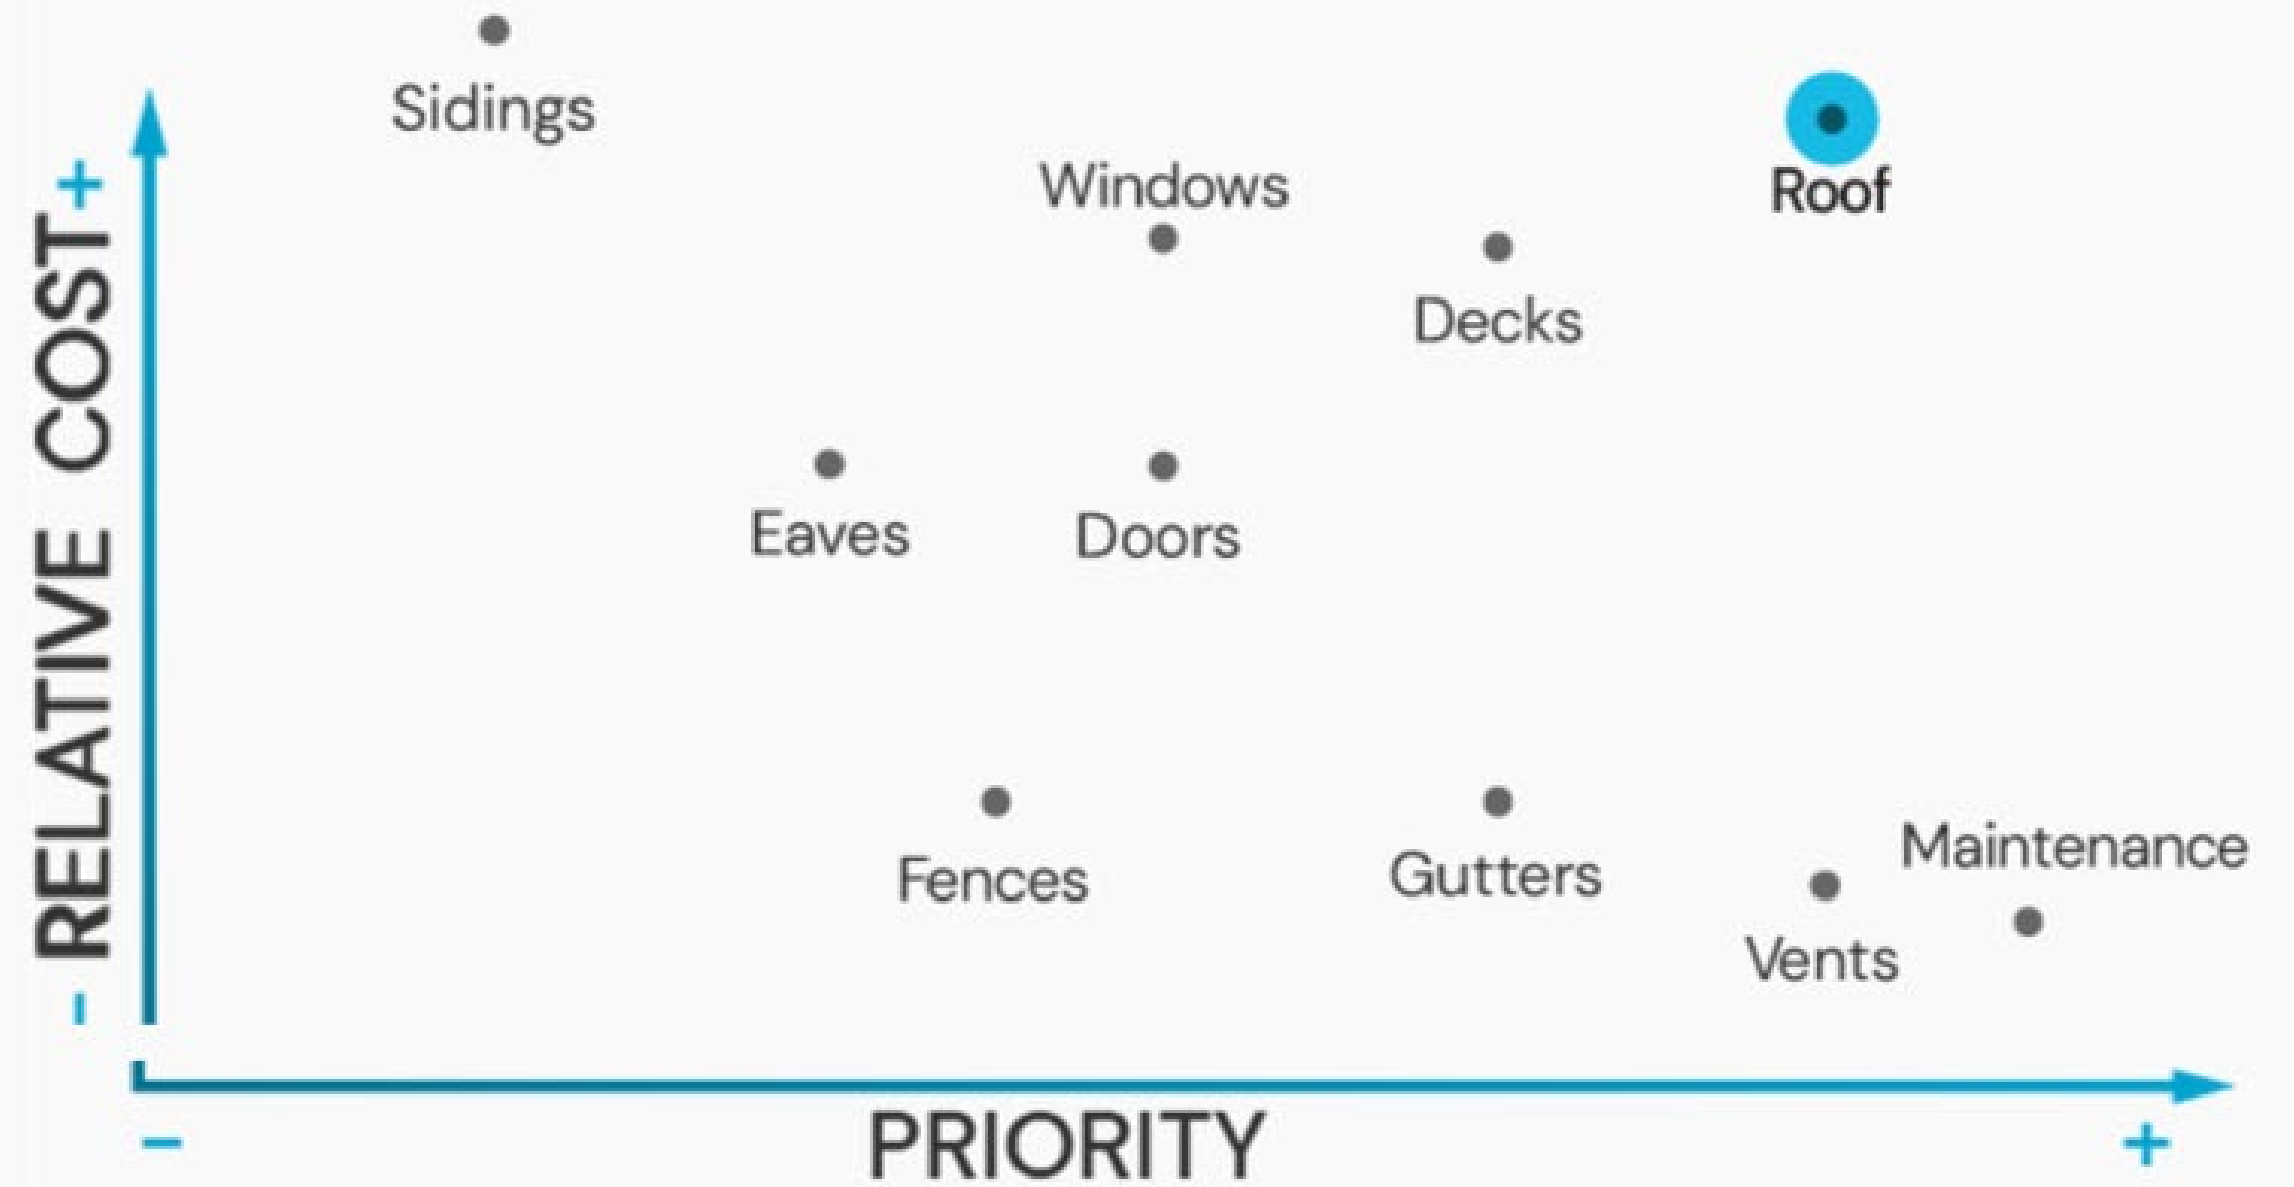 Sidings
Windows
Roof
Decks
Eaves
Doors
Fences
Gutters
Maintenance
Vents
- RELATIVE COST +
PRIORITY
- +